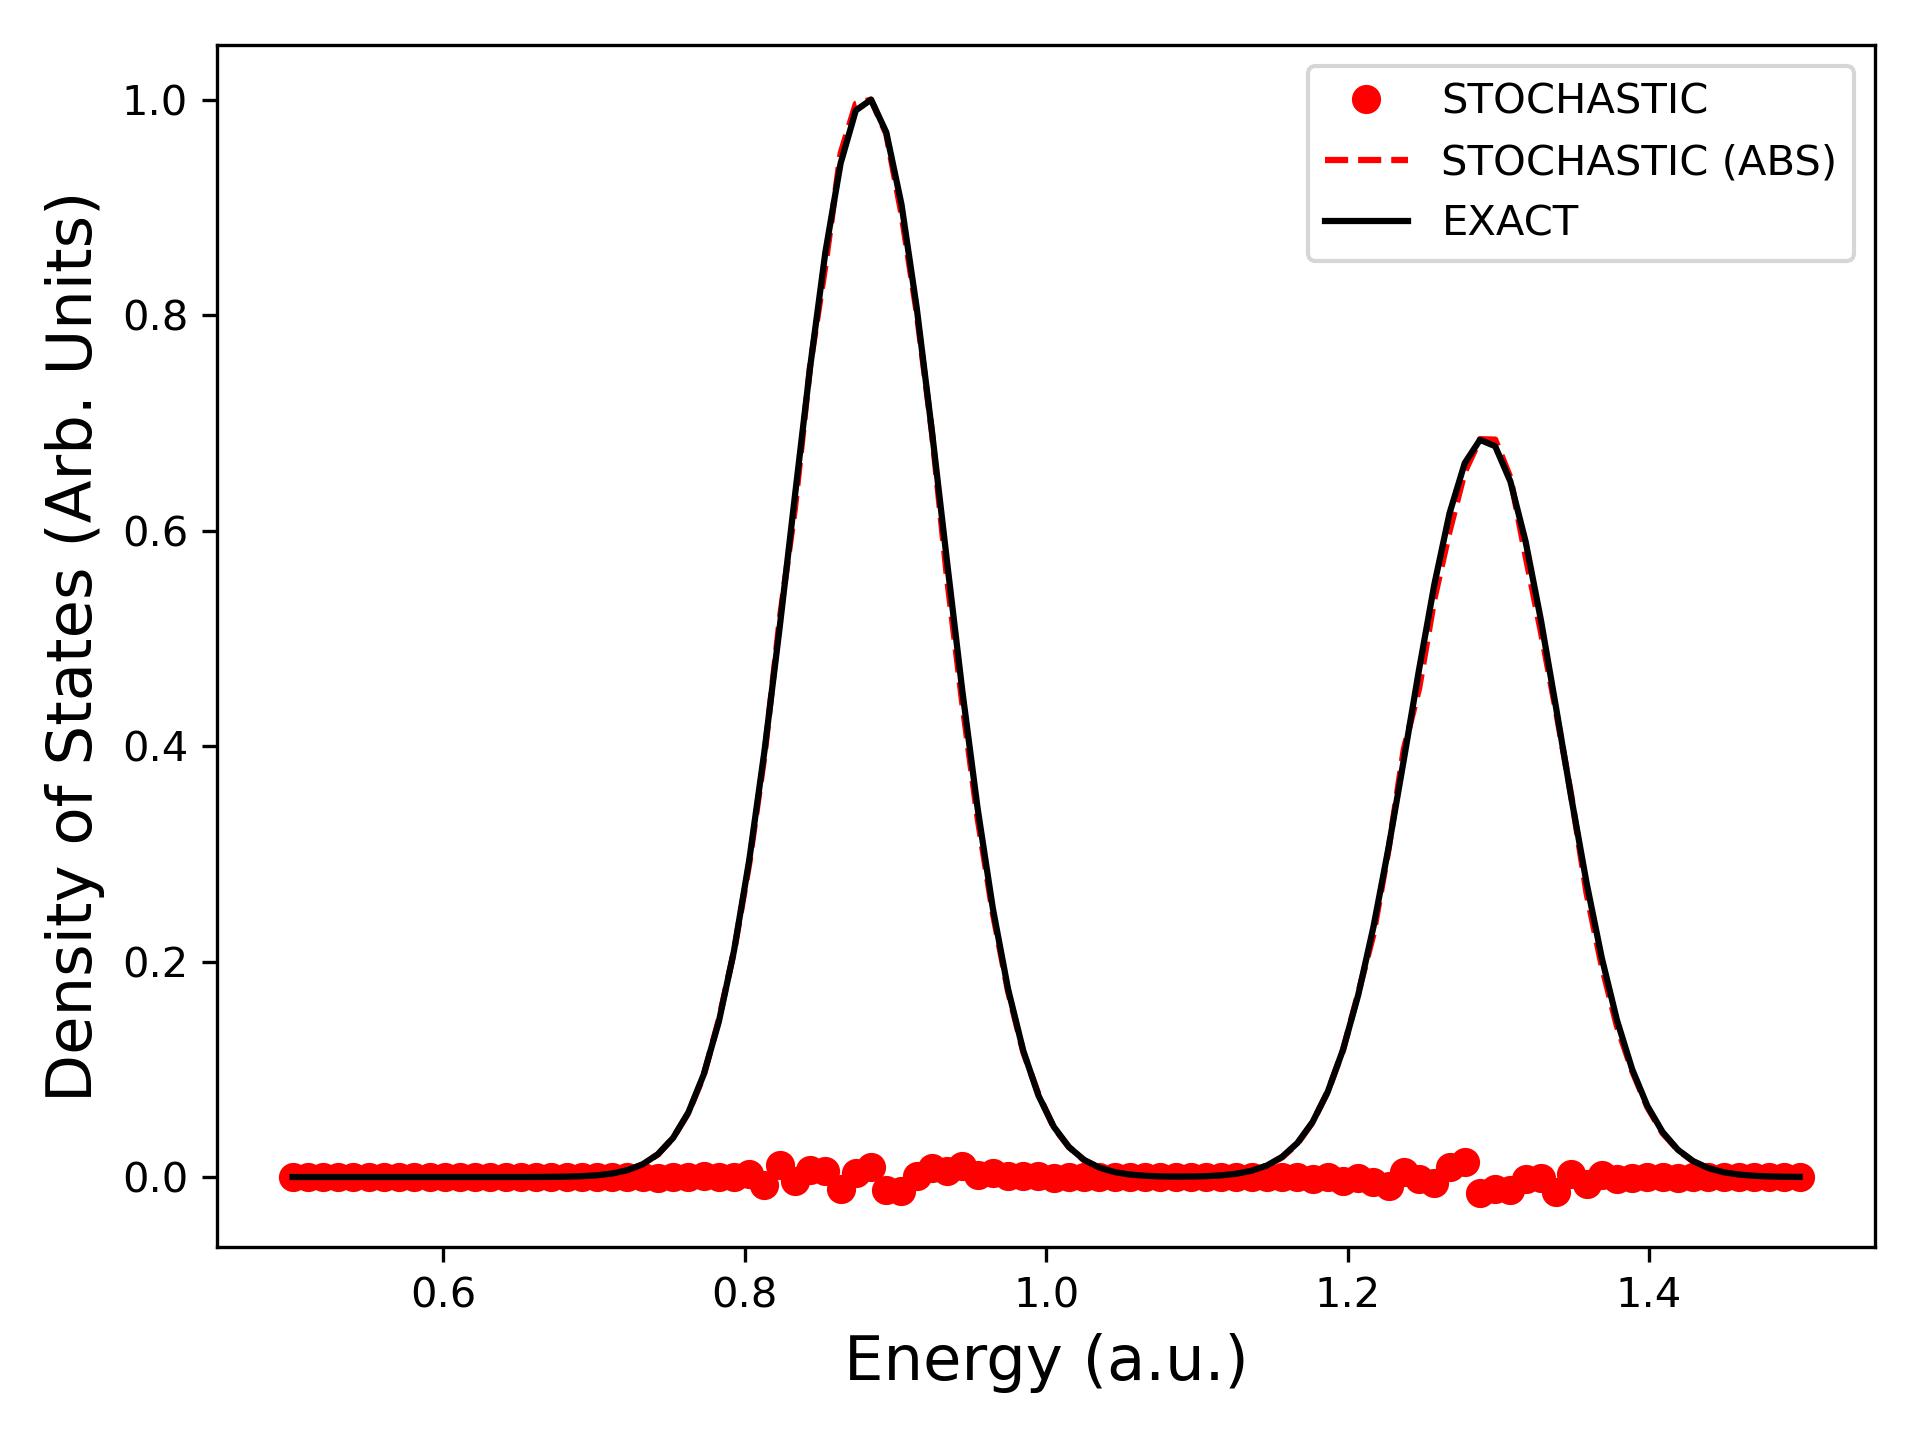 STOCHASTIC
STOCHASTIC (ABS)
EXACT
Density of States (Arb. Units)
1.0
0.8
0.6
0.4
0.2
0.0
0.6 0.8 1.0 1.2 1.4
Energy (a.u.)